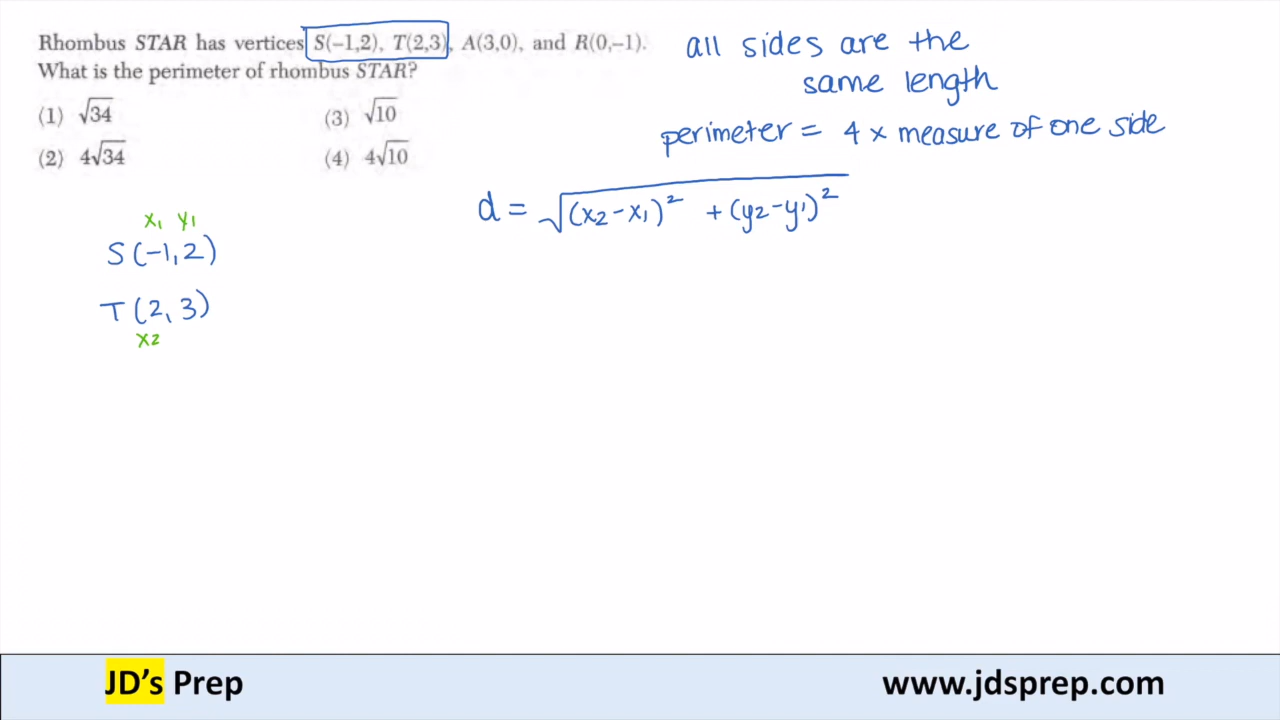 Rhombus STAR has vertices S(−1,2), T(2,3), A(3,0), and R(0,−1).
What is the perimeter of rhombus STAR?
(1) √34
(3) √10
(2) 4√34
(4) 4√10
all sides are the
same length
perimeter = 4 x measure of one side
d = √(x2−x1)² + (y2−y1)²
x1 y1
S(−1,2)
T(2,3)
x2
JD's Prep
www.jdsprep.com